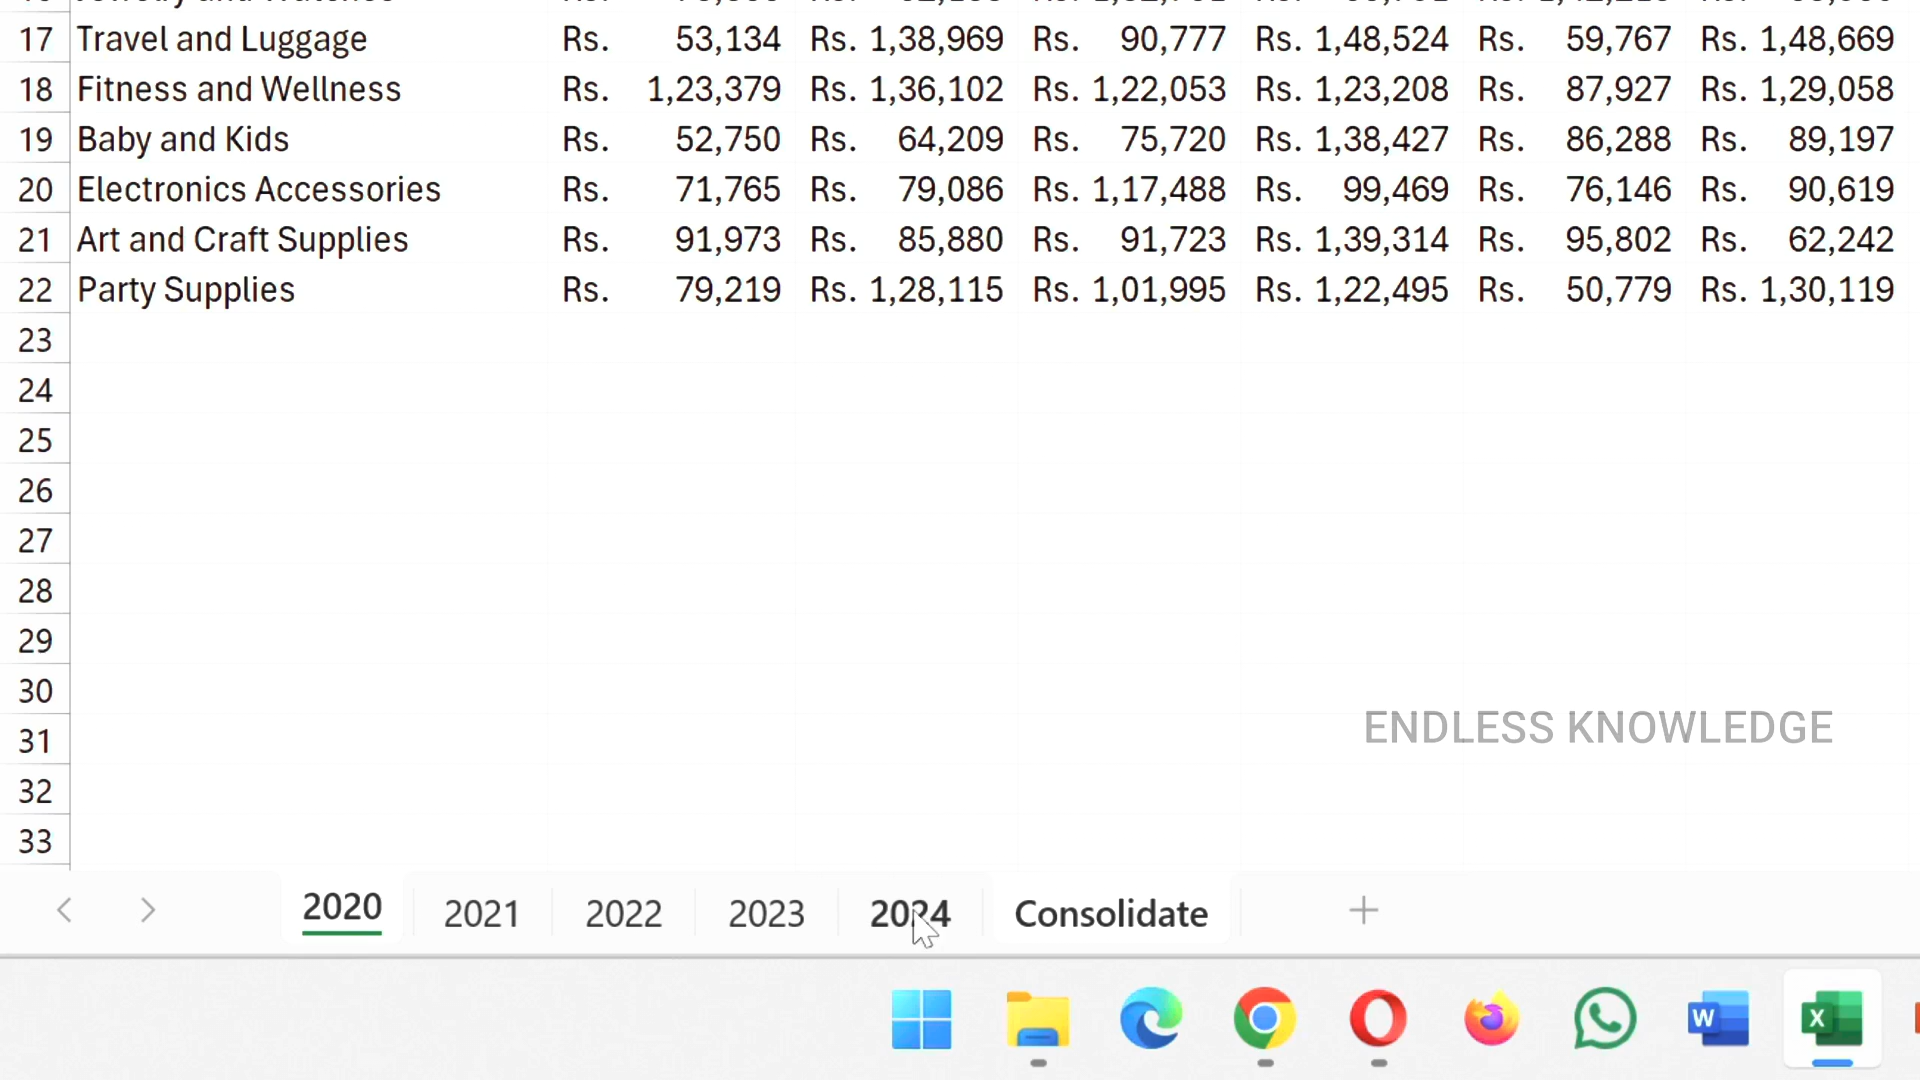 17 Travel and Luggage Rs. 53,134 Rs. 1,38,969 Rs. 90,777 Rs. 1,48,524 Rs. 59,767 Rs. 1,48,669
18 Fitness and Wellness Rs. 1,23,379 Rs. 1,36,102 Rs. 1,22,053 Rs. 1,23,208 Rs. 87,927 Rs. 1,29,058
19 Baby and Kids Rs. 52,750 Rs. 64,209 Rs. 75,720 Rs. 1,38,427 Rs. 86,288 Rs. 89,197
20 Electronics Accessories Rs. 71,765 Rs. 79,086 Rs. 1,17,488 Rs. 99,469 Rs. 76,146 Rs. 90,619
21 Art and Craft Supplies Rs. 91,973 Rs. 85,880 Rs. 91,723 Rs. 1,39,314 Rs. 95,802 Rs. 62,242
22 Party Supplies Rs. 79,219 Rs. 1,28,115 Rs. 1,01,995 Rs. 1,22,495 Rs. 50,779 Rs. 1,30,119
23
24
25
26
27
28
29
30
ENDLESS KNOWLEDGE
31
32
33
2020 2021 2022 2023 2024 Consolidate
W X